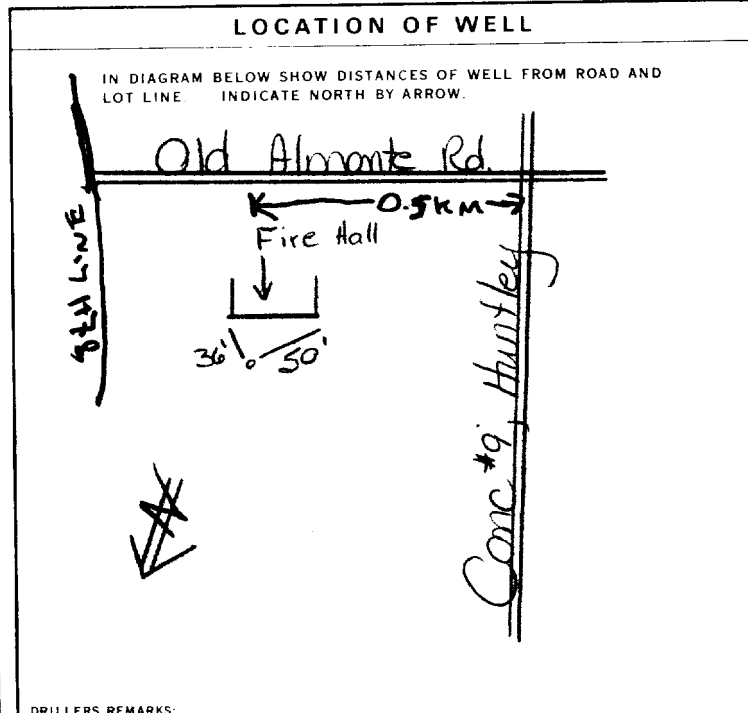 LOCATION OF WELL
IN DIAGRAM BELOW SHOW DISTANCES OF WELL FROM ROAD AND
LOT LINE. INDICATE NORTH BY ARROW.
Old Almonte Rd.
0.5KM
Fire Hall
8tH LINE
36' 50'
Conc #9, Huntley
N
DRILLERS REMARKS: